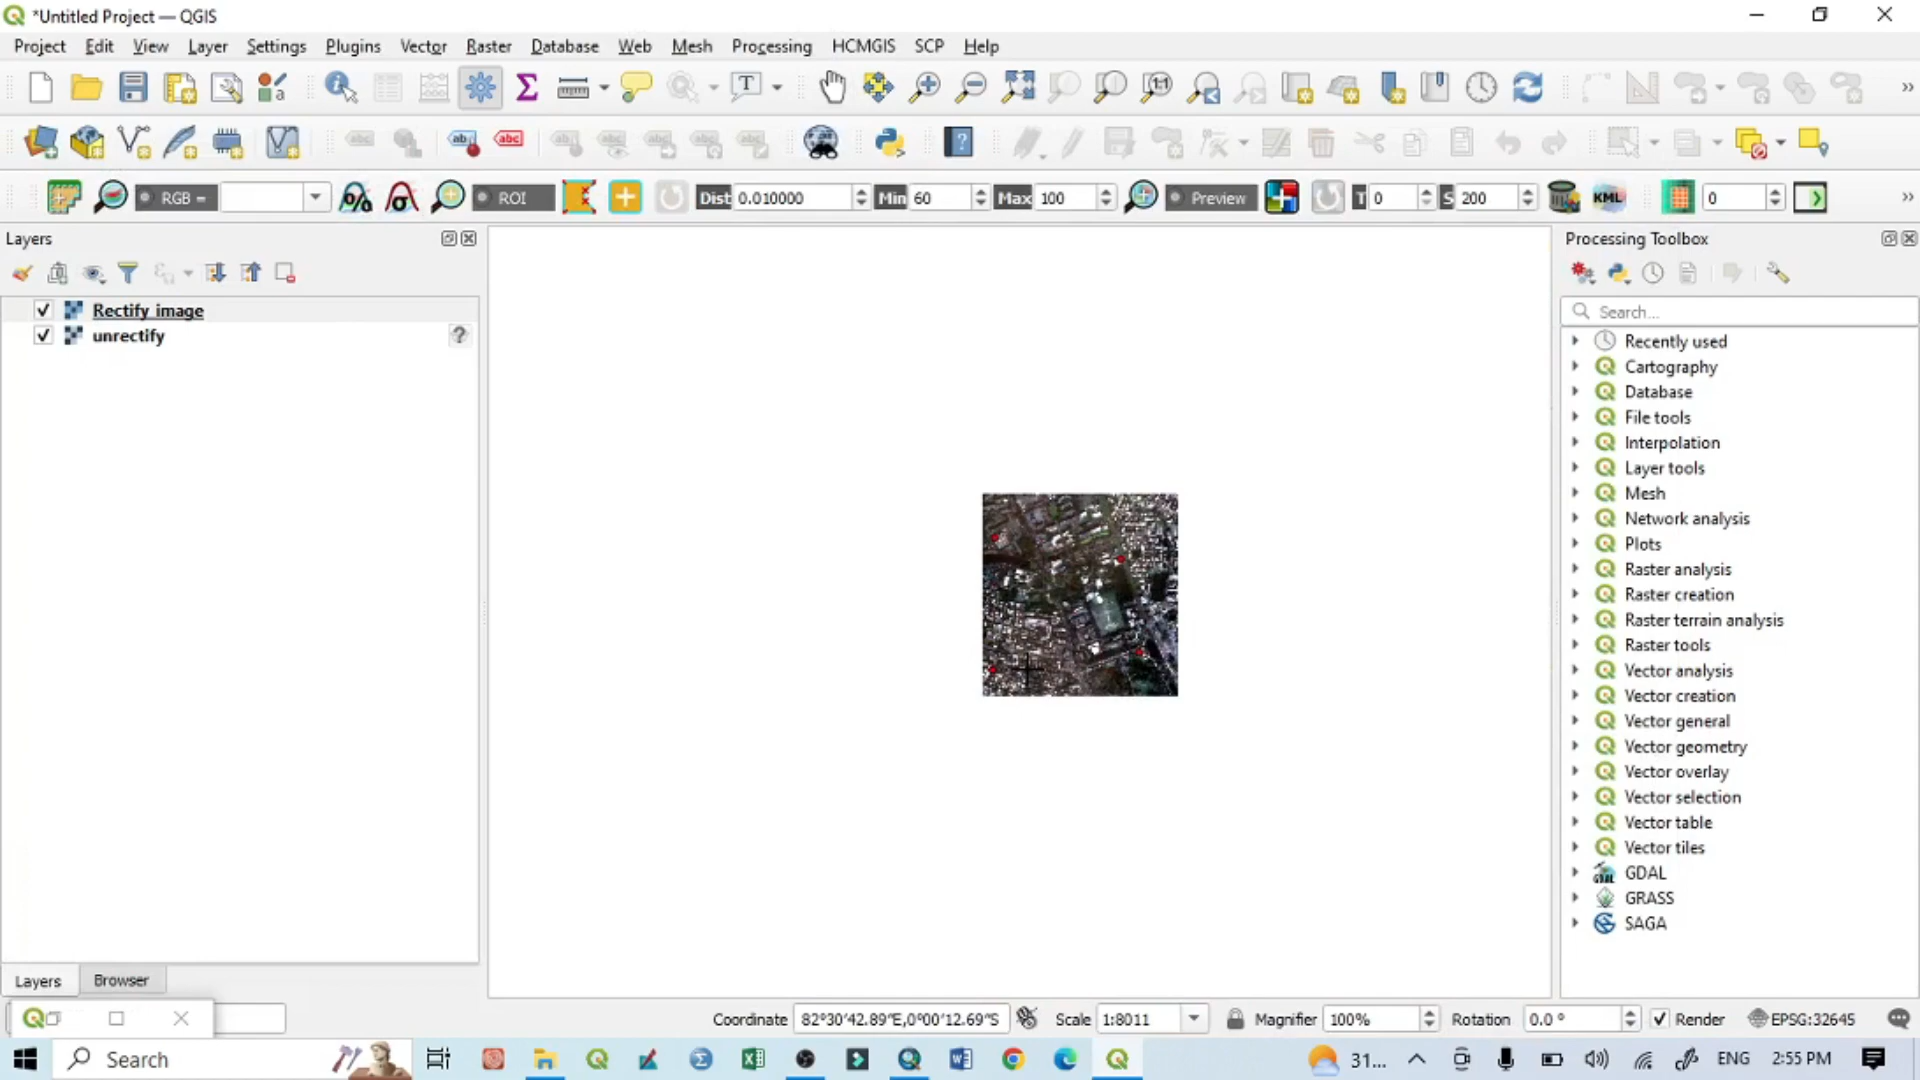 *Untitled Project — QGIS
Project Edit View Layer Settings Plugins Vector Raster Database Web Mesh Processing HCMGIS SCP Help
RGB = ROI Dist 0.010000 Min 60 Max 100 Preview T 0 S 200 KML 0
Layers
Processing Toolbox
Search...
Rectify image
unrectify
Recently used
Cartography
Database
File tools
Interpolation
Layer tools
Mesh
Network analysis
Plots
Raster analysis
Raster creation
Raster terrain analysis
Raster tools
Vector analysis
Vector creation
Vector general
Vector geometry
Vector overlay
Vector selection
Vector table
Vector tiles
GDAL
GRASS
SAGA
Layers Browser
Coordinate 82°30′42.89″E,0°00′12.69″S Scale 1:8011 Magnifier 100% Rotation 0.0 ° Render EPSG:32645
Search 31... ENG 2:55 PM